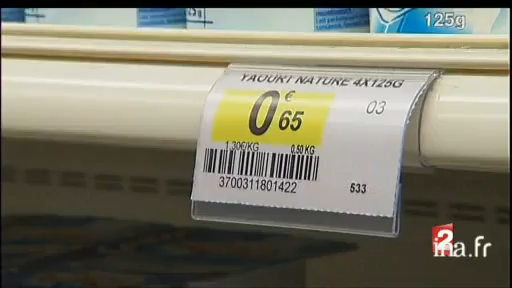 125g
YAOURT NATURE 4X125G
0 € 65
03
1,30€/KG 0,50 KG
3700311801422
533
2
ina.fr